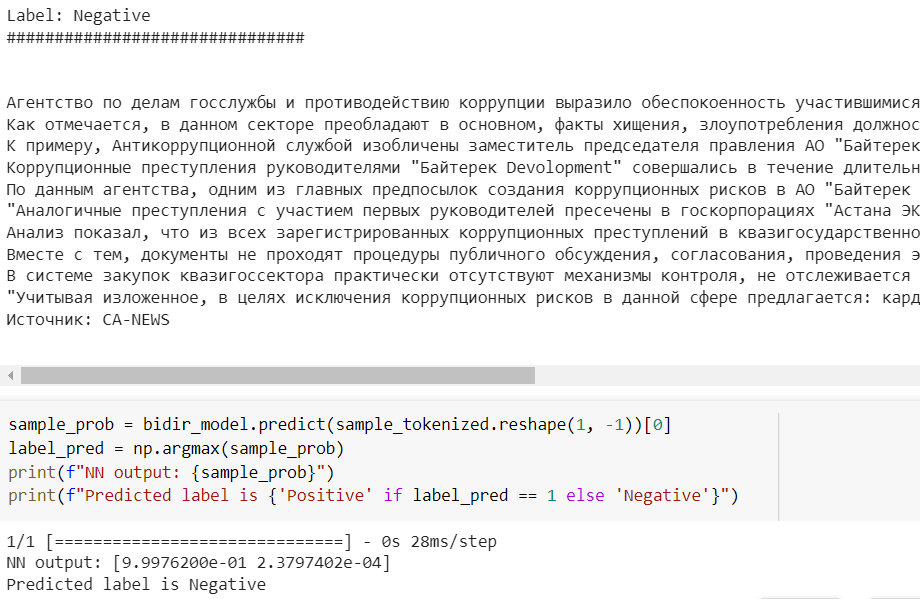 Label: Negative
###############################
Агентство по делам госслужбы и противодействию коррупции выразило обеспокоенность участившимися
Как отмечается, в данном секторе преобладают в основном, факты хищения, злоупотребления должнос
К примеру, Антикоррупционной службой изобличены заместитель председателя правления АО "Байтерек
Коррупционные преступления руководителями "Байтерек Devolopment" совершались в течение длительн
По данным агентства, одним из главных предпосылок создания коррупционных рисков в АО "Байтерек
"Аналогичные преступления с участием первых руководителей пресечены в госкорпорациях "Астана ЭК
Анализ показал, что из всех зарегистрированных коррупционных преступлений в квазигосударственно
Вместе с тем, документы не проходят процедуры публичного обсуждения, согласования, проведения э
В системе закупок квазигоссектора практически отсутствуют механизмы контроля, не отслеживается
"Учитывая изложенное, в целях исключения коррупционных рисков в данной сфере предлагается: кард
Источник: CA-NEWS
sample_prob = bidir_model.predict(sample_tokenized.reshape(1, -1))[0]
label_pred = np.argmax(sample_prob)
print(f"NN output: {sample_prob}")
print(f"Predicted label is {'Positive' if label_pred == 1 else 'Negative'}")
1/1 [==============================] - 0s 28ms/step
NN output: [9.9976200e-01 2.3797402e-04]
Predicted label is Negative